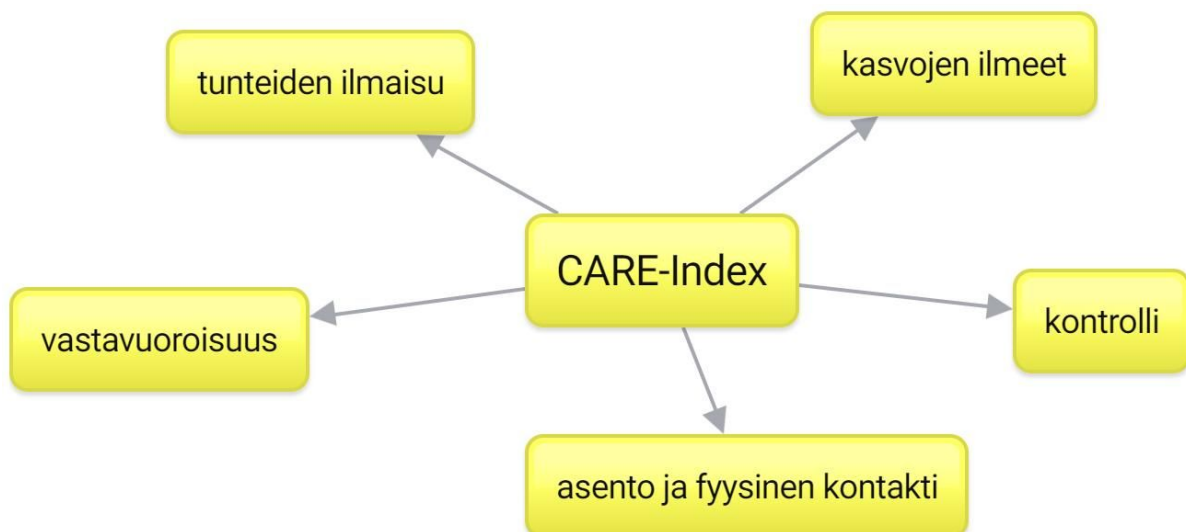 tunteiden ilmaisu
kasvojen ilmeet
CARE-Index
vastavuoroisuus
kontrolli
asento ja fyysinen kontakti